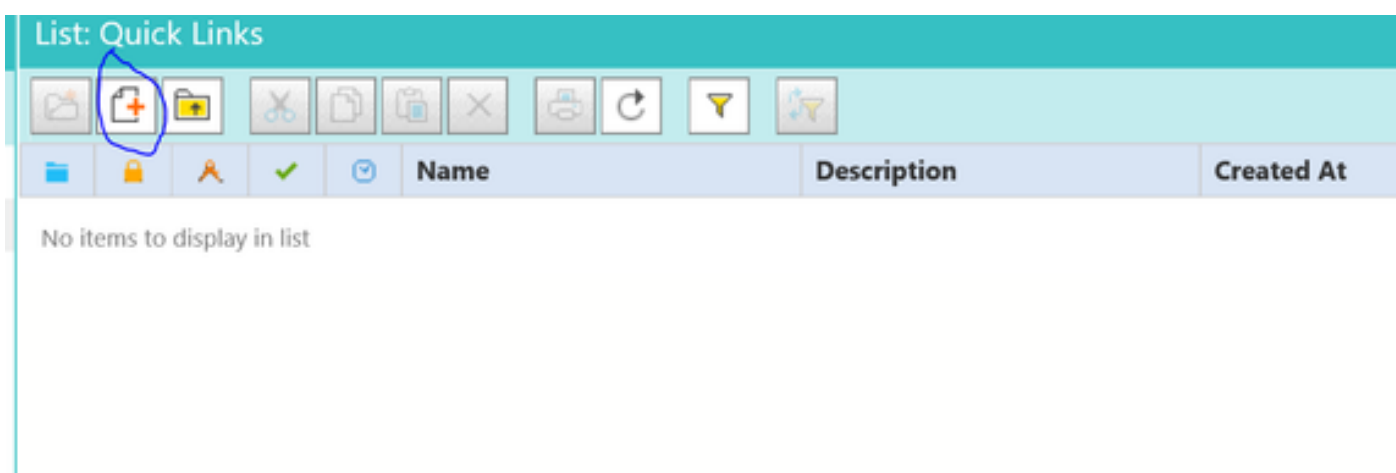 List: Quick Links
Name Description Created At
No items to display in list